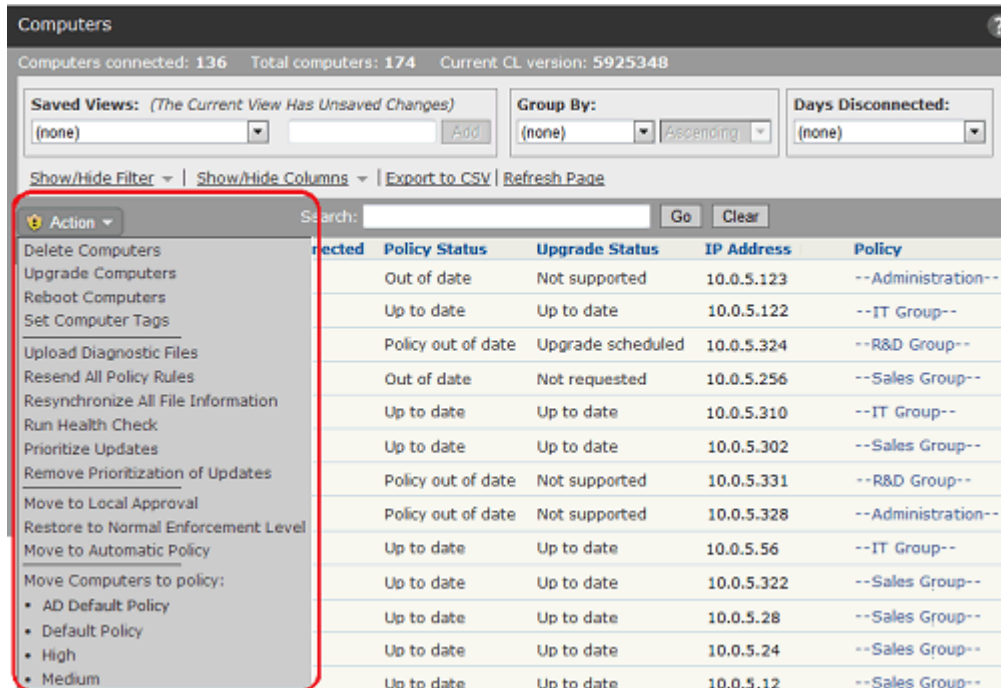 Computers
?
Computers connected: 136 Total computers: 174 Current CL version: 5925348
Saved Views: (The Current View Has Unsaved Changes) Group By: Days Disconnected:
(none) Add (none) Ascending (none)
Show/Hide Filter | Show/Hide Columns | Export to CSV | Refresh Page
Action Search: Go Clear
Delete Computers nected Policy Status Upgrade Status IP Address Policy
Upgrade Computers Out of date Not supported 10.0.5.123 --Administration--
Reboot Computers
Set Computer Tags Up to date Up to date 10.0.5.122 --IT Group--
Upload Diagnostic Files Policy out of date Upgrade scheduled 10.0.5.324 --R&D Group--
Resend All Policy Rules Out of date Not requested 10.0.5.256 --Sales Group--
Resynchronize All File Information
Run Health Check Up to date Up to date 10.0.5.310 --IT Group--
Prioritize Updates Up to date Up to date 10.0.5.302 --Sales Group--
Remove Prioritization of Updates Policy out of date Not supported 10.0.5.331 --R&D Group--
Move to Local Approval Policy out of date Not supported 10.0.5.328 --Administration--
Restore to Normal Enforcement Level
Move to Automatic Policy Up to date Up to date 10.0.5.56 --IT Group--
Move Computers to policy: Up to date Up to date 10.0.5.322 --Sales Group--
• AD Default Policy
• Default Policy Up to date Up to date 10.0.5.28 --Sales Group--
• High Up to date Up to date 10.0.5.24 --Sales Group--
• Medium Up to date Up to date 10.0.5.12 --Sales Group--